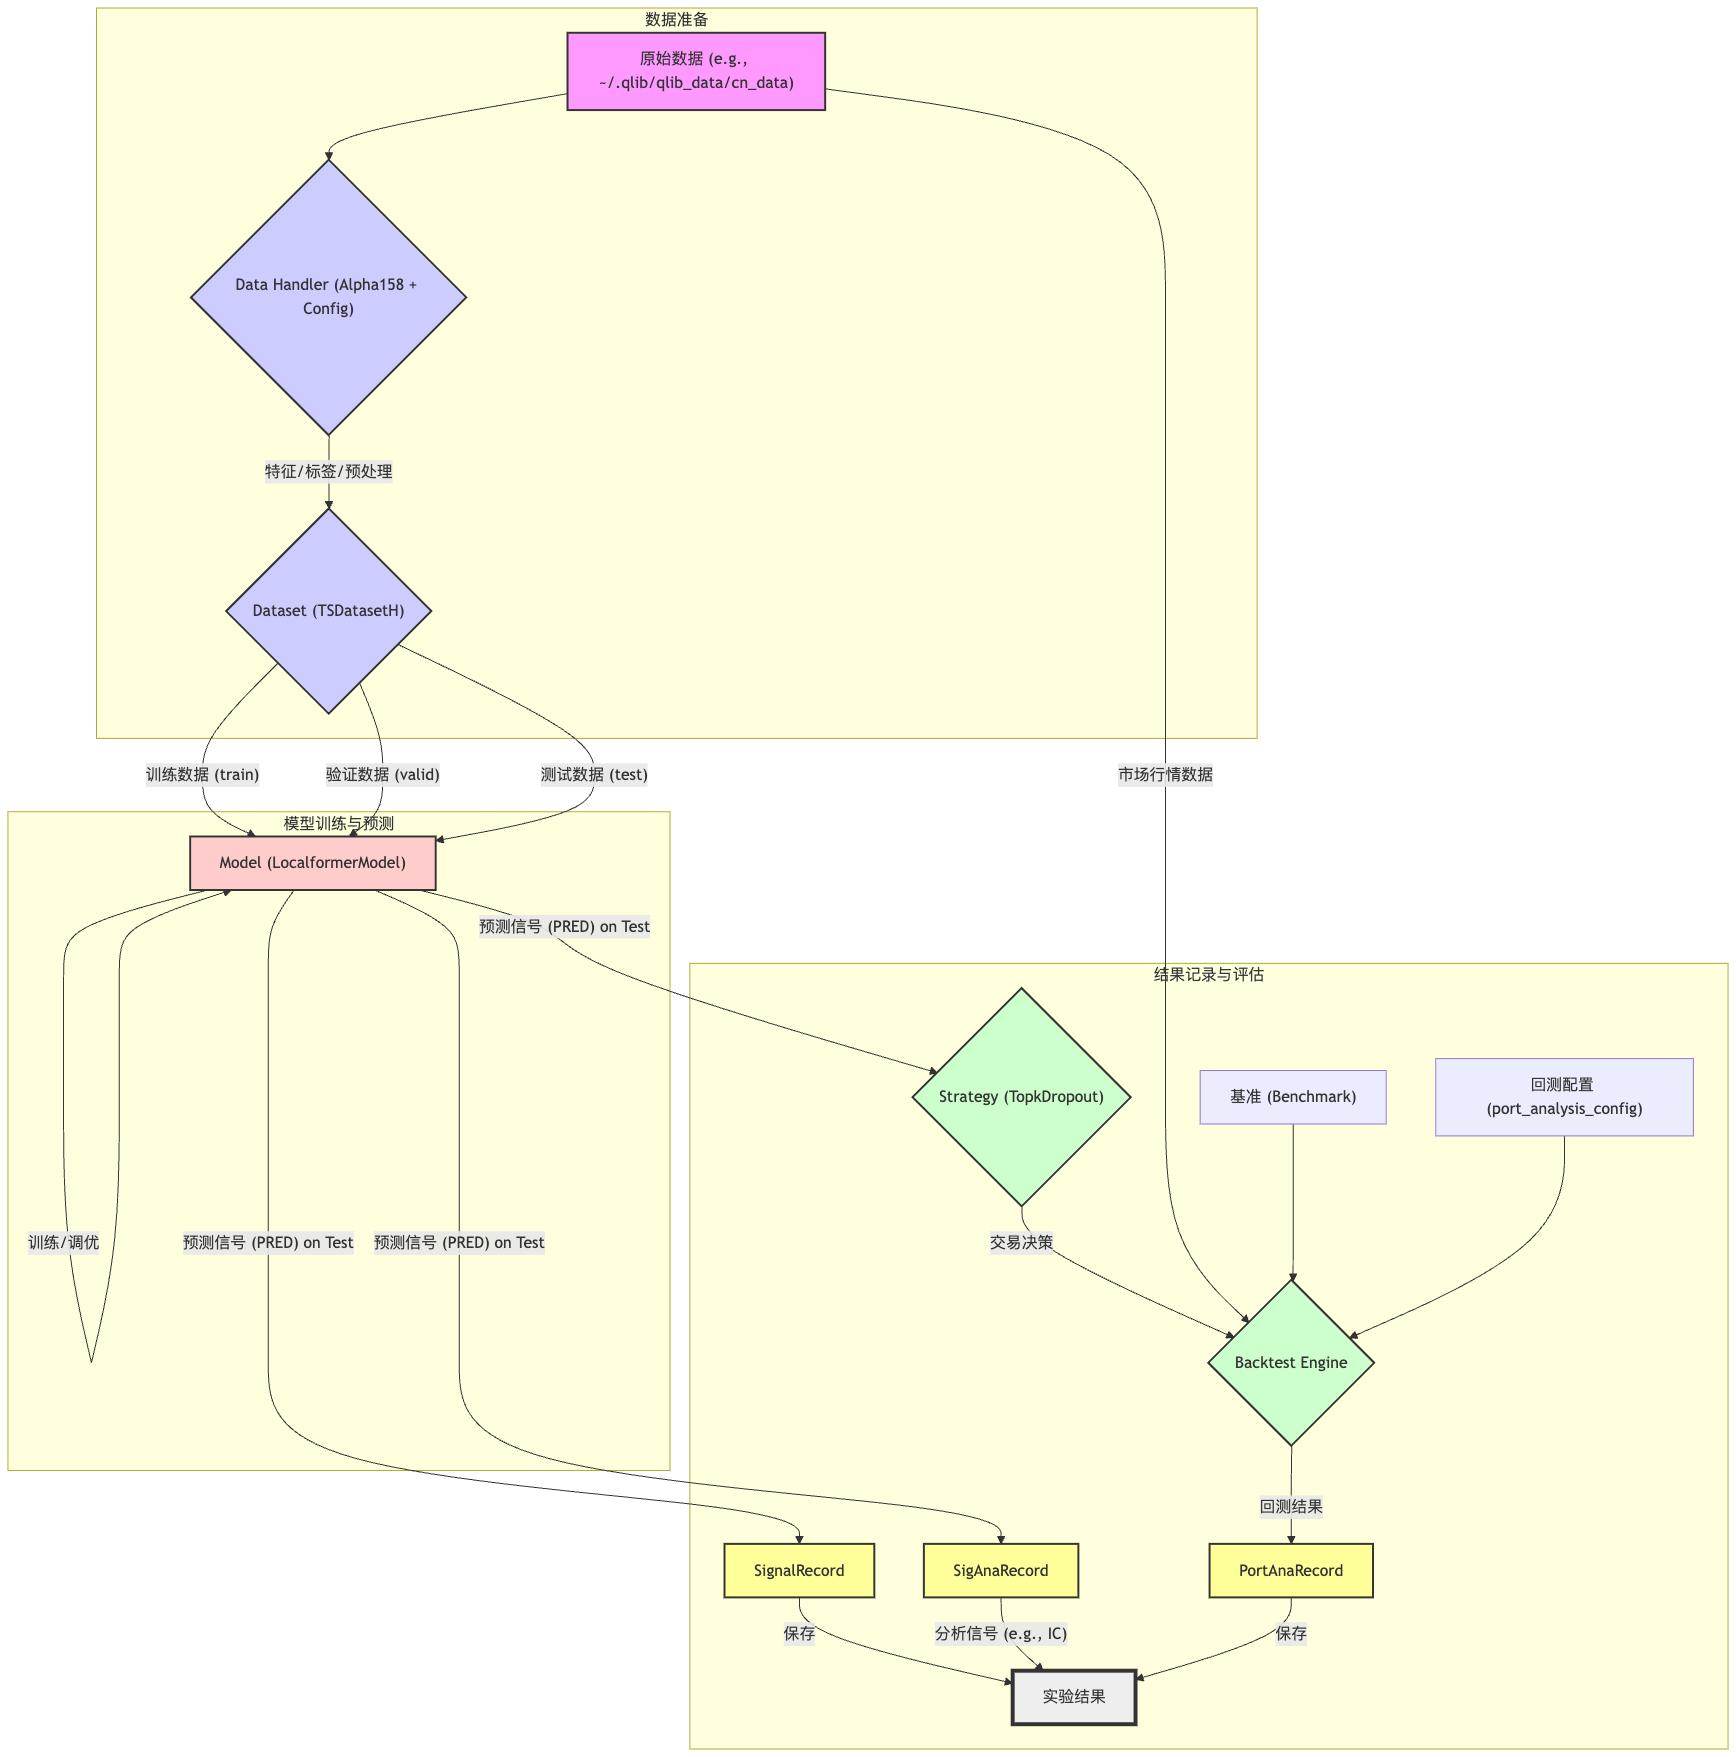 数据准备
原始数据 (e.g.,
~/.qlib/qlib_data/cn_data)
Data Handler (Alpha158 +
Config)
特征/标签/预处理
Dataset (TSDatasetH)
训练数据 (train)
验证数据 (valid)
测试数据 (test)
市场行情数据
模型训练与预测
Model (LocalformerModel)
预测信号 (PRED) on Test
结果记录与评估
Strategy (TopkDropout)
基准 (Benchmark)
回测配置
(port_analysis_config)
训练/调优
预测信号 (PRED) on Test
预测信号 (PRED) on Test
交易决策
Backtest Engine
回测结果
SignalRecord
SigAnaRecord
PortAnaRecord
保存
分析信号 (e.g., IC)
保存
实验结果